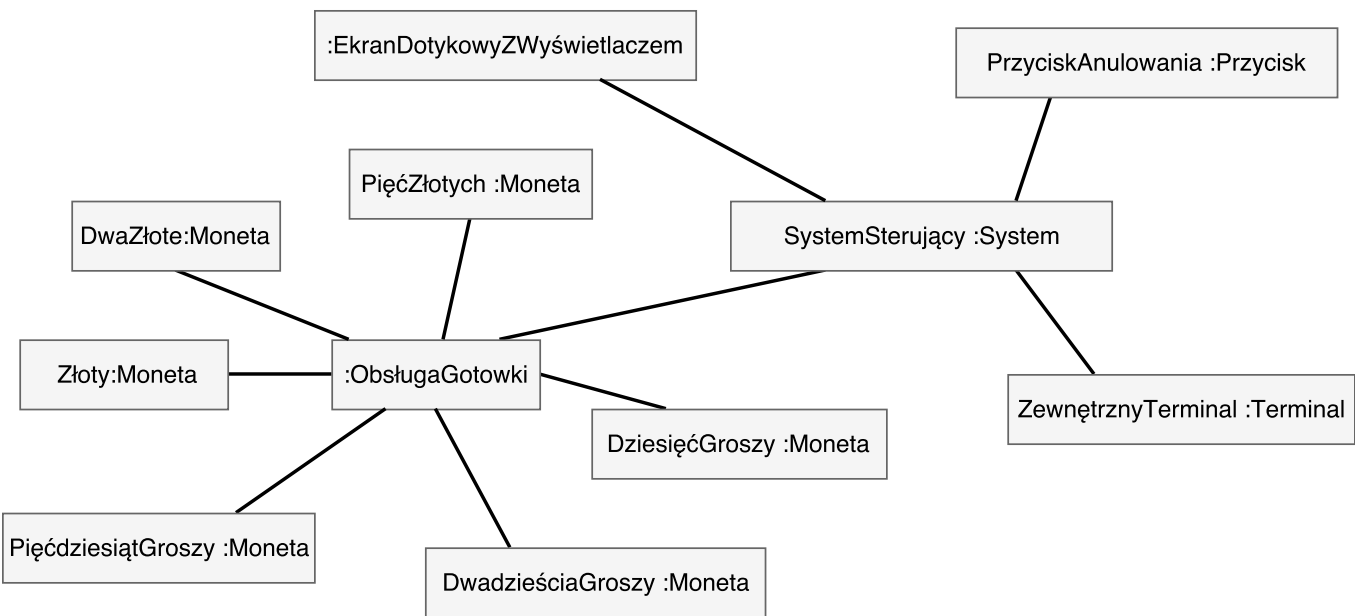 :EkranDotykowyZWyświetlaczem
PrzyciskAnulowania :Przycisk
PięćZłotych :Moneta
DwaZłote:Moneta
SystemSterujący :System
Złoty:Moneta
:ObsługaGotowki
ZewnętrznyTerminal :Terminal
DziesięćGroszy :Moneta
PięćdziesiątGroszy :Moneta
DwadzieściaGroszy :Moneta